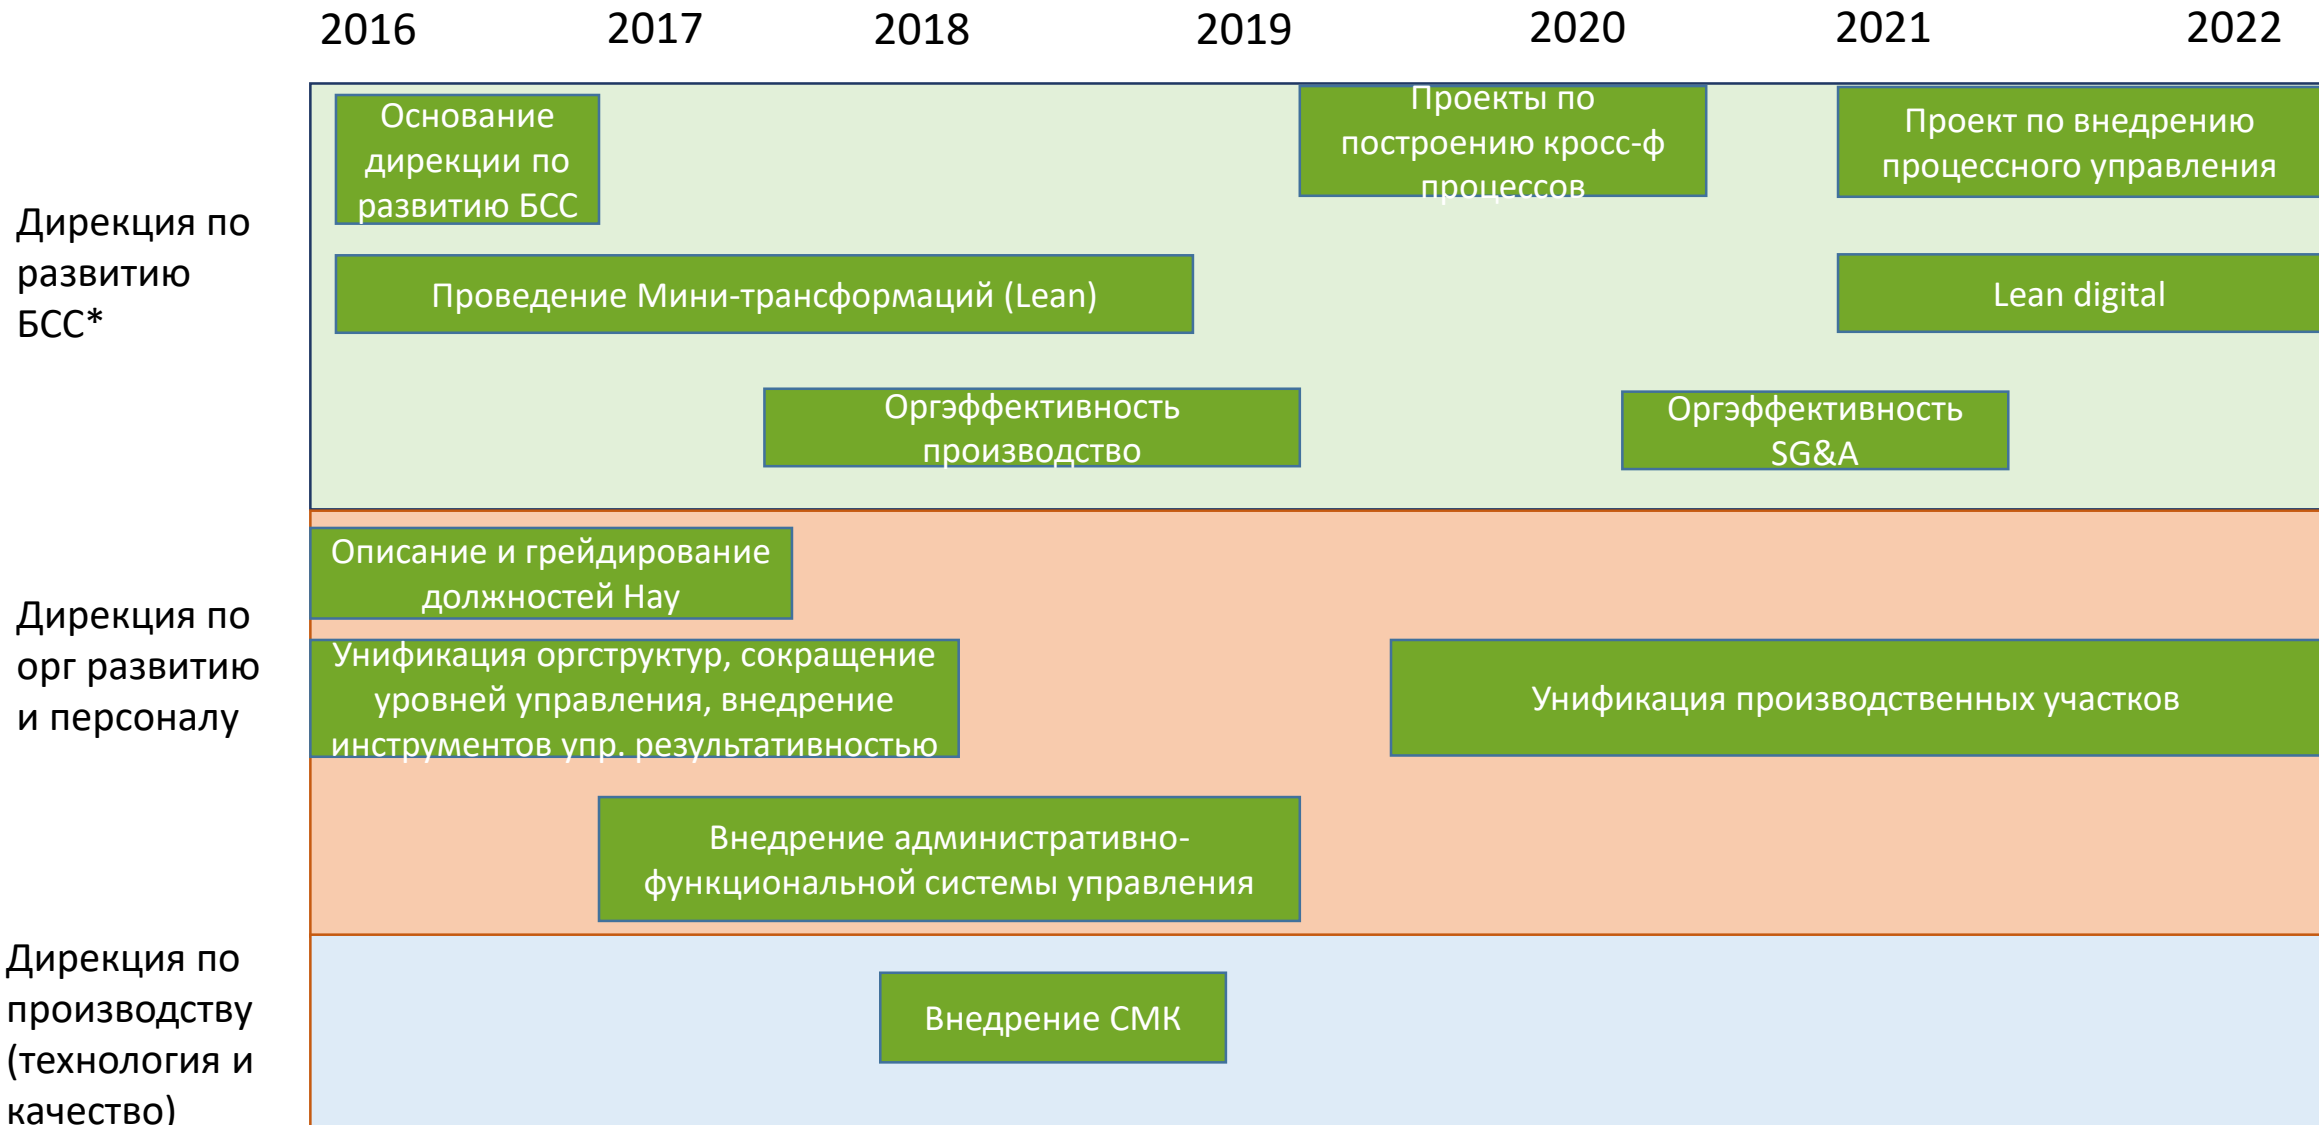 2016 2017 2018 2019 2020 2021 2022
Дирекция по
развитию
БСС*
Основание
дирекции по
развитию БСС
Проекты по
построению кросс-ф
процессов
Проект по внедрению
процессного управления
Проведение Мини-трансформаций (Lean)
Lean digital
Оргэффективность
производство
Оргэффективность
SG&A
Дирекция по
орг развитию
и персоналу
Описание и грейдирование
должностей Hay
Унификация оргструктур, сокращение
уровней управления, внедрение
инструментов упр. результативностью
Унификация производственных участков
Внедрение административно-
функциональной системы управления
Дирекция по
производству
(технология и
качество)
Внедрение СМК